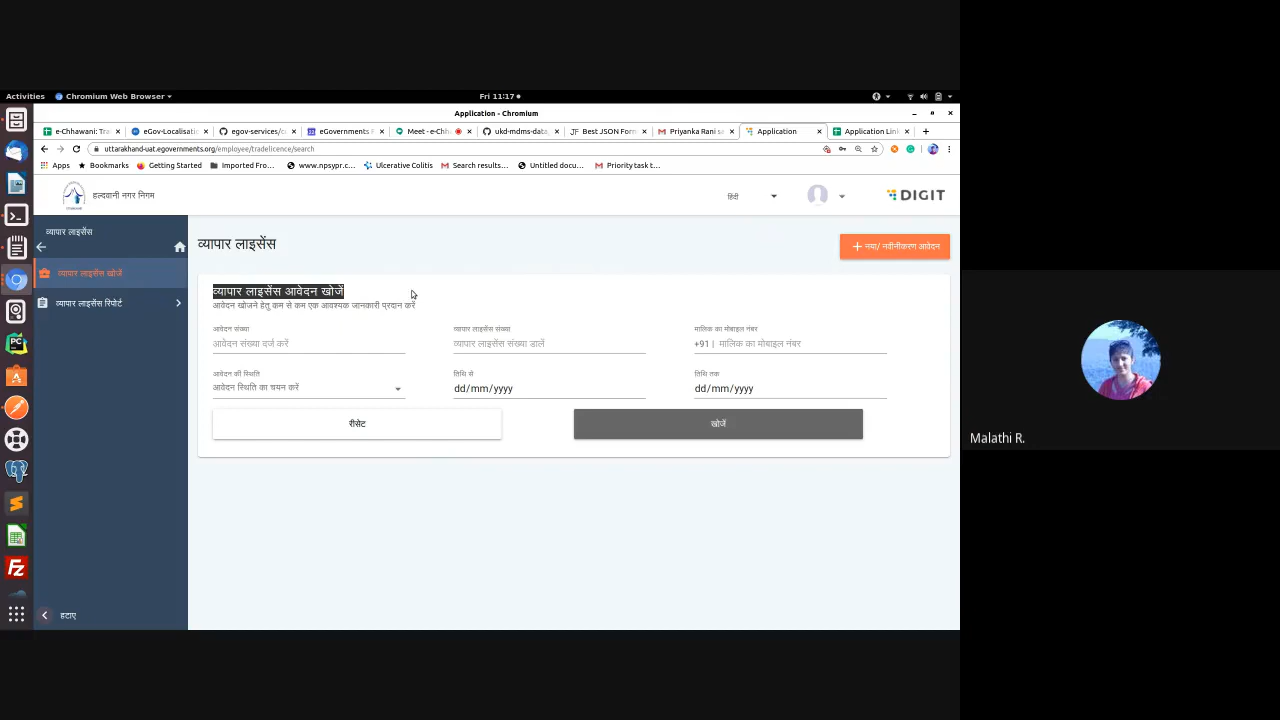 Activities
Chromium Web Browser
Fri 11:17
Application - Chromium
e-Chhawani: Tra
eGov-Localisatio
egov-services/c
eGovernments F
Meet - e-Chh
ukd-mdms-data
JF Best JSON Form
Priyanka Rani se
Application
Application Link
uttarakhand-uat.egovernments.org/employee/tradelicence/search
Apps
Bookmarks
Getting Started
Imported Fro...
www.npsypr.c...
Ulcerative Colitis
Search results...
Untitled docu...
Priority task t...
हल्दवानी नगर निगम
हिंदी
DIGIT
व्यापार लाइसेंस
व्यापार लाइसेंस खोजें
व्यापार लाइसेंस रिपोर्ट
हटाए
व्यापार लाइसेंस
+ नया/ नवीनीकरण आवेदन
व्यापार लाइसेंस आवेदन खोजें
आवेदन खोजने हेतु कम से कम एक आवश्यक जानकारी प्रदान करें
आवेदन संख्या
आवेदन संख्या दर्ज करें
व्यापार लाइसेंस संख्या
व्यापार लाइसेंस संख्या डालें
मालिक का मोबाइल नंबर
+91 | मालिक का मोबाइल नंबर
आवेदन की स्थिति
आवेदन स्थिति का चयन करें
तिथि से
dd/mm/yyyy
तिथि तक
dd/mm/yyyy
रीसेट
खोजें
Malathi R.